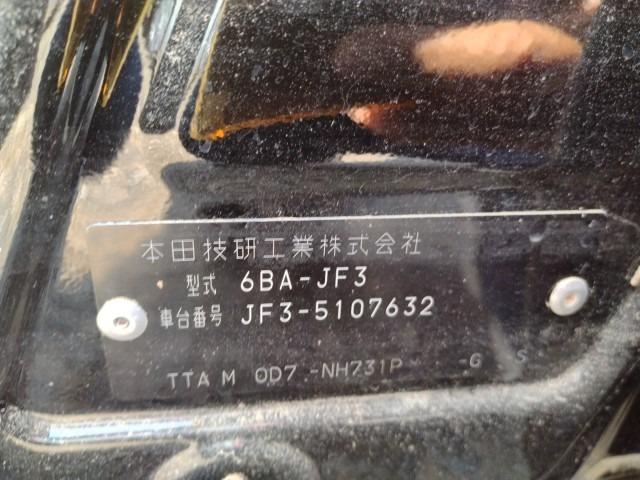 本田技研工業株式会社
型式 6BA-JF3
車台番号 JF3-5107632
TTA M 0D7 -NH731P -G S